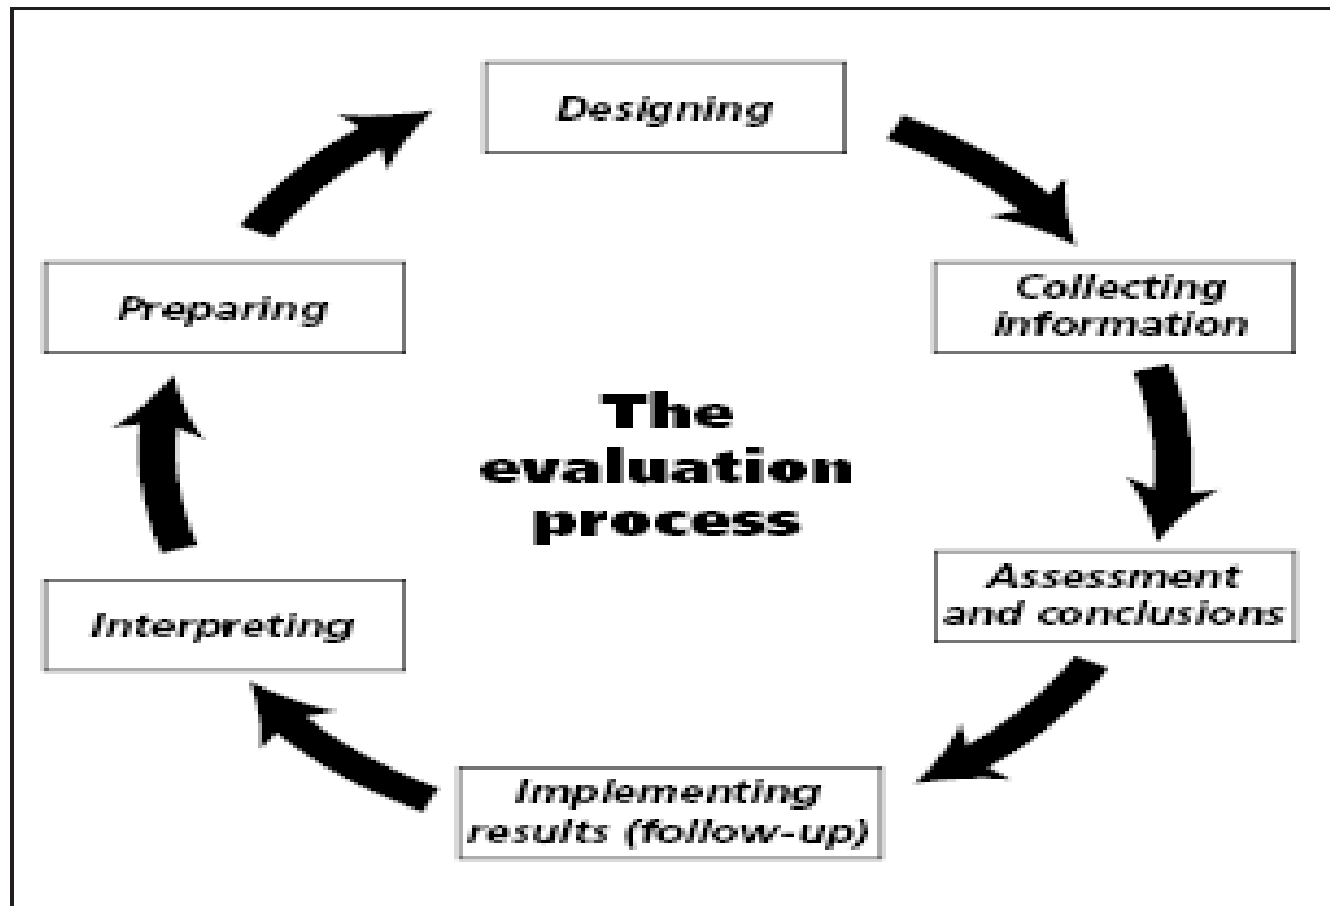 Designing
Preparing
Collecting
information
The
evaluation
process
Interpreting
Assessment
and conclusions
Implementing
results (follow-up)